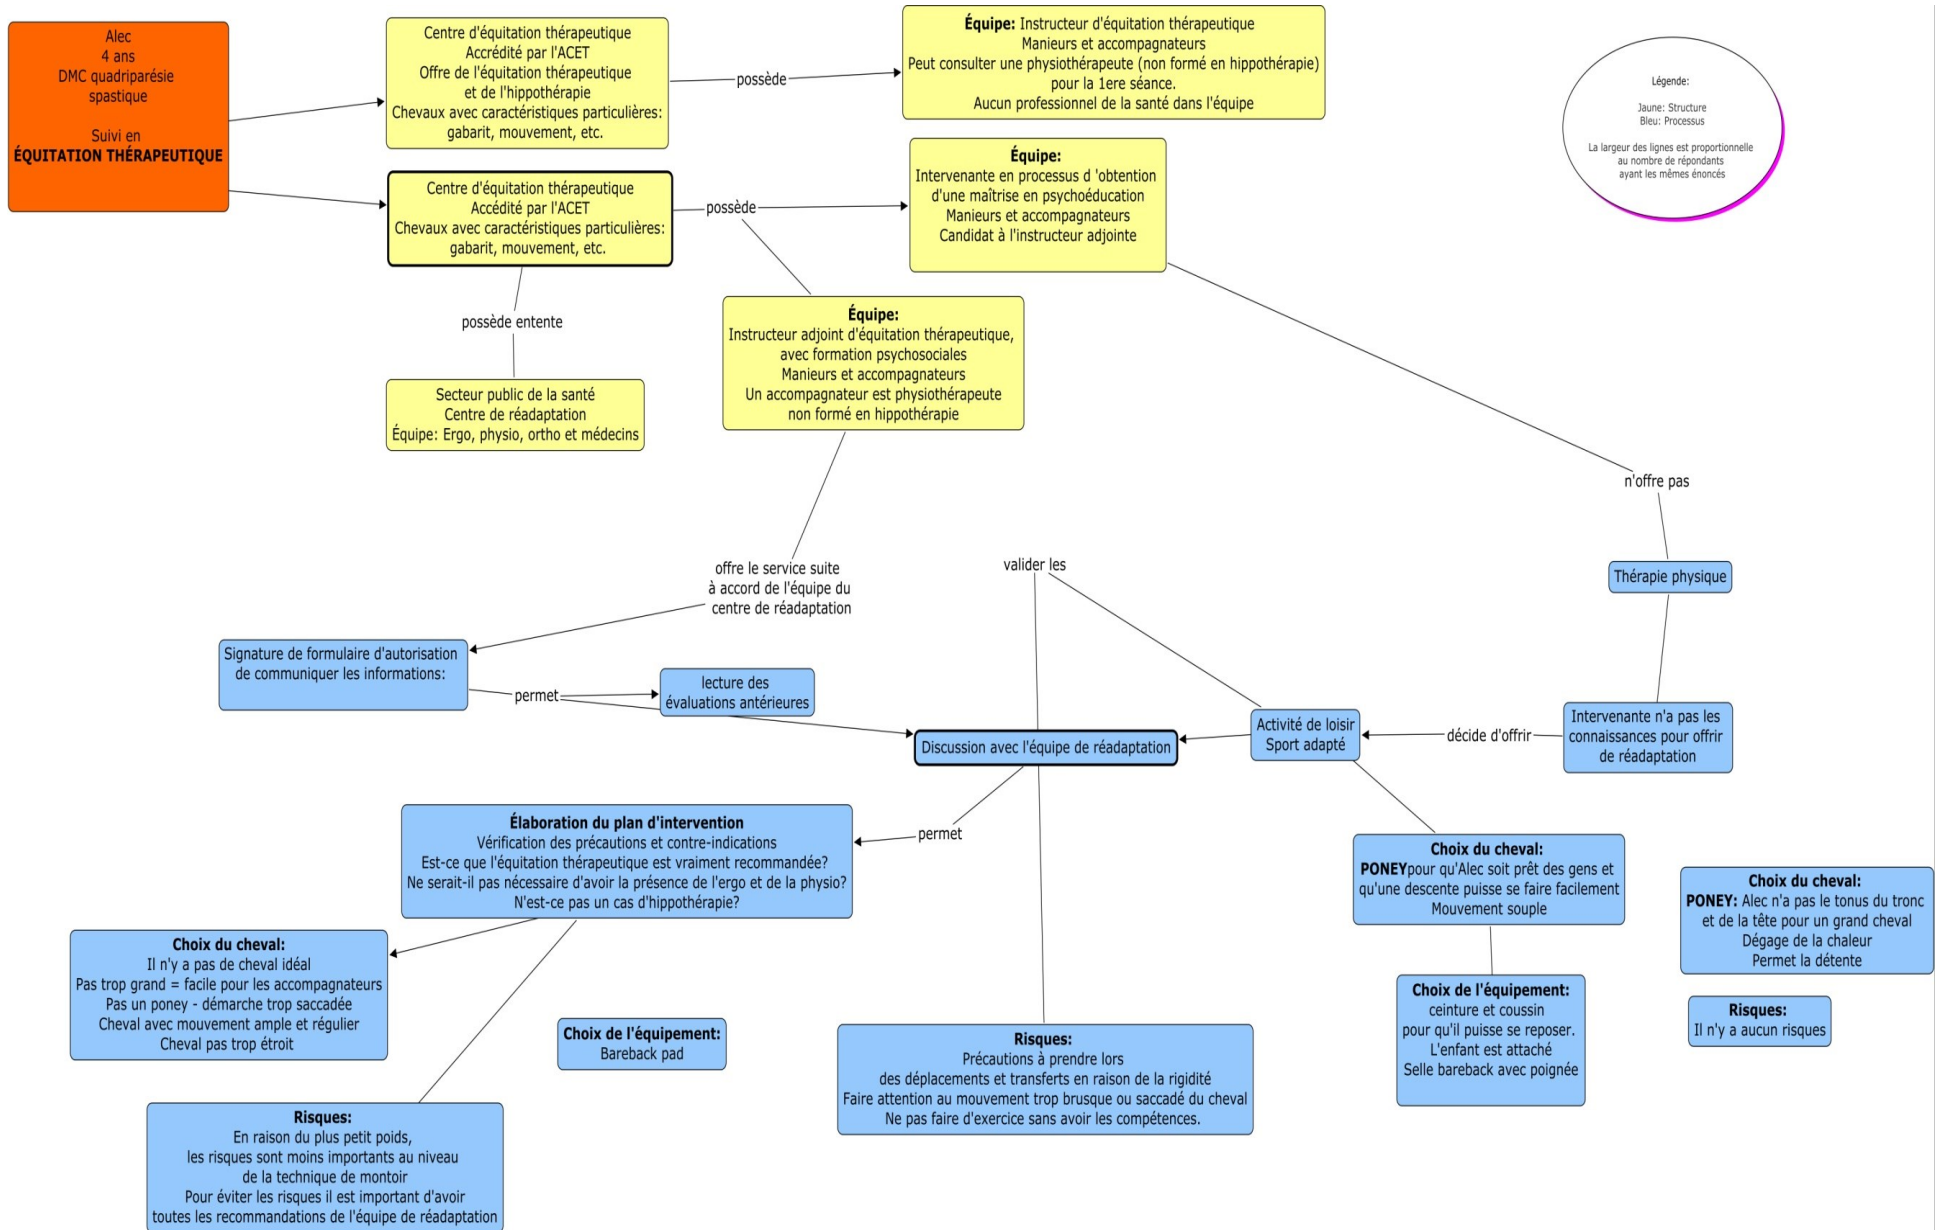 Alec
4 ans
DMC quadriparésie
spastique
Suivi en
ÉQUITATION THÉRAPEUTIQUE
Centre d'équitation thérapeutique
Accrédité par l'ACET
Offre de l'équitation thérapeutique
et de l'hippothérapie
Chevaux avec caractéristiques particulières:
gabarit, mouvement, etc.
possède
Équipe: Instructeur d'équitation thérapeutique
Manieurs et accompagnateurs
Peut consulter une physiothérapeute (non formé en hippothérapie)
pour la 1ere séance.
Aucun professionnel de la santé dans l'équipe
Légende:
Jaune: Structure
Bleu: Processus
La largeur des lignes est proportionnelle
au nombre de répondants
ayant les mêmes énoncés
Centre d'équitation thérapeutique
Accédité par l'ACET
Chevaux avec caractéristiques particulières:
gabarit, mouvement, etc.
possède
Équipe:
Intervenante en processus d 'obtention
d'une maîtrise en psychoéducation
Manieurs et accompagnateurs
Candidat à l'instructeur adjointe
possède entente
Équipe:
Instructeur adjoint d'équitation thérapeutique,
avec formation psychosociales
Manieurs et accompagnateurs
Un accompagnateur est physiothérapeute
non formé en hippothérapie
Secteur public de la santé
Centre de réadaptation
Équipe: Ergo, physio, ortho et médecins
n'offre pas
offre le service suite
à accord de l'équipe du
centre de réadaptation
valider les
Thérapie physique
Signature de formulaire d'autorisation
de communiquer les informations:
permet
lecture des
évaluations antérieures
Discussion avec l'équipe de réadaptation
Activité de loisir
Sport adapté
décide d'offrir
Intervenante n'a pas les
connaissances pour offrir
de réadaptation
permet
Élaboration du plan d'intervention
Vérification des précautions et contre-indications
Est-ce que l'équitation thérapeutique est vraiment recommandée?
Ne serait-il pas nécessaire d'avoir la présence de l'ergo et de la physio?
N'est-ce pas un cas d'hippothérapie?
Choix du cheval:
PONEYpour qu'Alec soit prêt des gens et
qu'une descente puisse se faire facilement
Mouvement souple
Choix du cheval:
PONEY: Alec n'a pas le tonus du tronc
et de la tête pour un grand cheval
Dégage de la chaleur
Permet la détente
Choix du cheval:
Il n'y a pas de cheval idéal
Pas trop grand = facile pour les accompagnateurs
Pas un poney - démarche trop saccadée
Cheval avec mouvement ample et régulier
Cheval pas trop étroit
Choix de l'équipement:
Bareback pad
Risques:
Précautions à prendre lors
des déplacements et transferts en raison de la rigidité
Faire attention au mouvement trop brusque ou saccadé du cheval
Ne pas faire d'exercice sans avoir les compétences.
Choix de l'équipement:
ceinture et coussin
pour qu'il puisse se reposer.
L'enfant est attaché
Selle bareback avec poignée
Risques:
Il n'y a aucun risques
Risques:
En raison du plus petit poids,
les risques sont moins importants au niveau
de la technique de montoir
Pour éviter les risques il est important d'avoir
toutes les recommandations de l'équipe de réadaptation